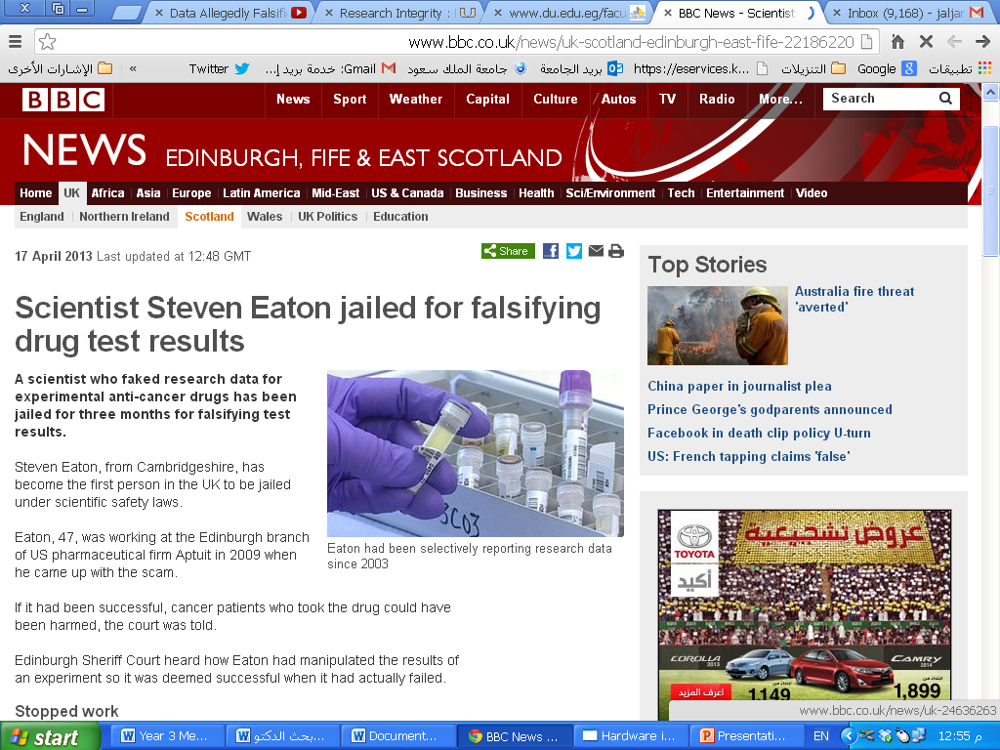 Data Allegedly Falsifi
Research Integrity :
www.du.edu.eg/facu
BBC News - Scientist
Inbox (9,168) - jaljar
www.bbc.co.uk/news/uk-scotland-edinburgh-east-fife-22186220
تطبيقات
Google
التنزيلات
https://eservices.k...
بريد الجامعة
جامعة الملك سعود
Gmail: خدمة بريد إ...
Twitter
»
الإشارات الأخرى
BBC
News
Sport
Weather
Capital
Culture
Autos
TV
Radio
More...
Search
NEWS EDINBURGH, FIFE & EAST SCOTLAND
Home
UK
Africa
Asia
Europe
Latin America
Mid-East
US & Canada
Business
Health
Sci/Environment
Tech
Entertainment
Video
England
Northern Ireland
Scotland
Wales
UK Politics
Education
17 April 2013 Last updated at 12:48 GMT
Share
Scientist Steven Eaton jailed for falsifying
drug test results
A scientist who faked research data for
experimental anti-cancer drugs has been
jailed for three months for falsifying test
results.
Steven Eaton, from Cambridgeshire, has
become the first person in the UK to be jailed
under scientific safety laws.
Eaton, 47, was working at the Edinburgh branch
of US pharmaceutical firm Aptuit in 2009 when
he came up with the scam.
3C03
Eaton had been selectively reporting research data
since 2003
If it had been successful, cancer patients who took the drug could have
been harmed, the court was told.
Edinburgh Sheriff Court heard how Eaton had manipulated the results of
an experiment so it was deemed successful when it had actually failed.
Stopped work
Top Stories
Australia fire threat
'averted'
China paper in journalist plea
Prince George's godparents announced
Facebook in death clip policy U-turn
US: French tapping claims 'false'
TOYOTA
أكيد
عروض تشجيعية
COROLLA
2013
CAMRY
2014
ابتداءً من
1,149
ابتداءً من
1,899
اعرف المزيد
www.bbc.co.uk/news/uk-24636263
start
Year 3 Me...
بحث الدكتو...
Document...
BBC News ...
Hardware i...
Presentati...
EN
12:55 م